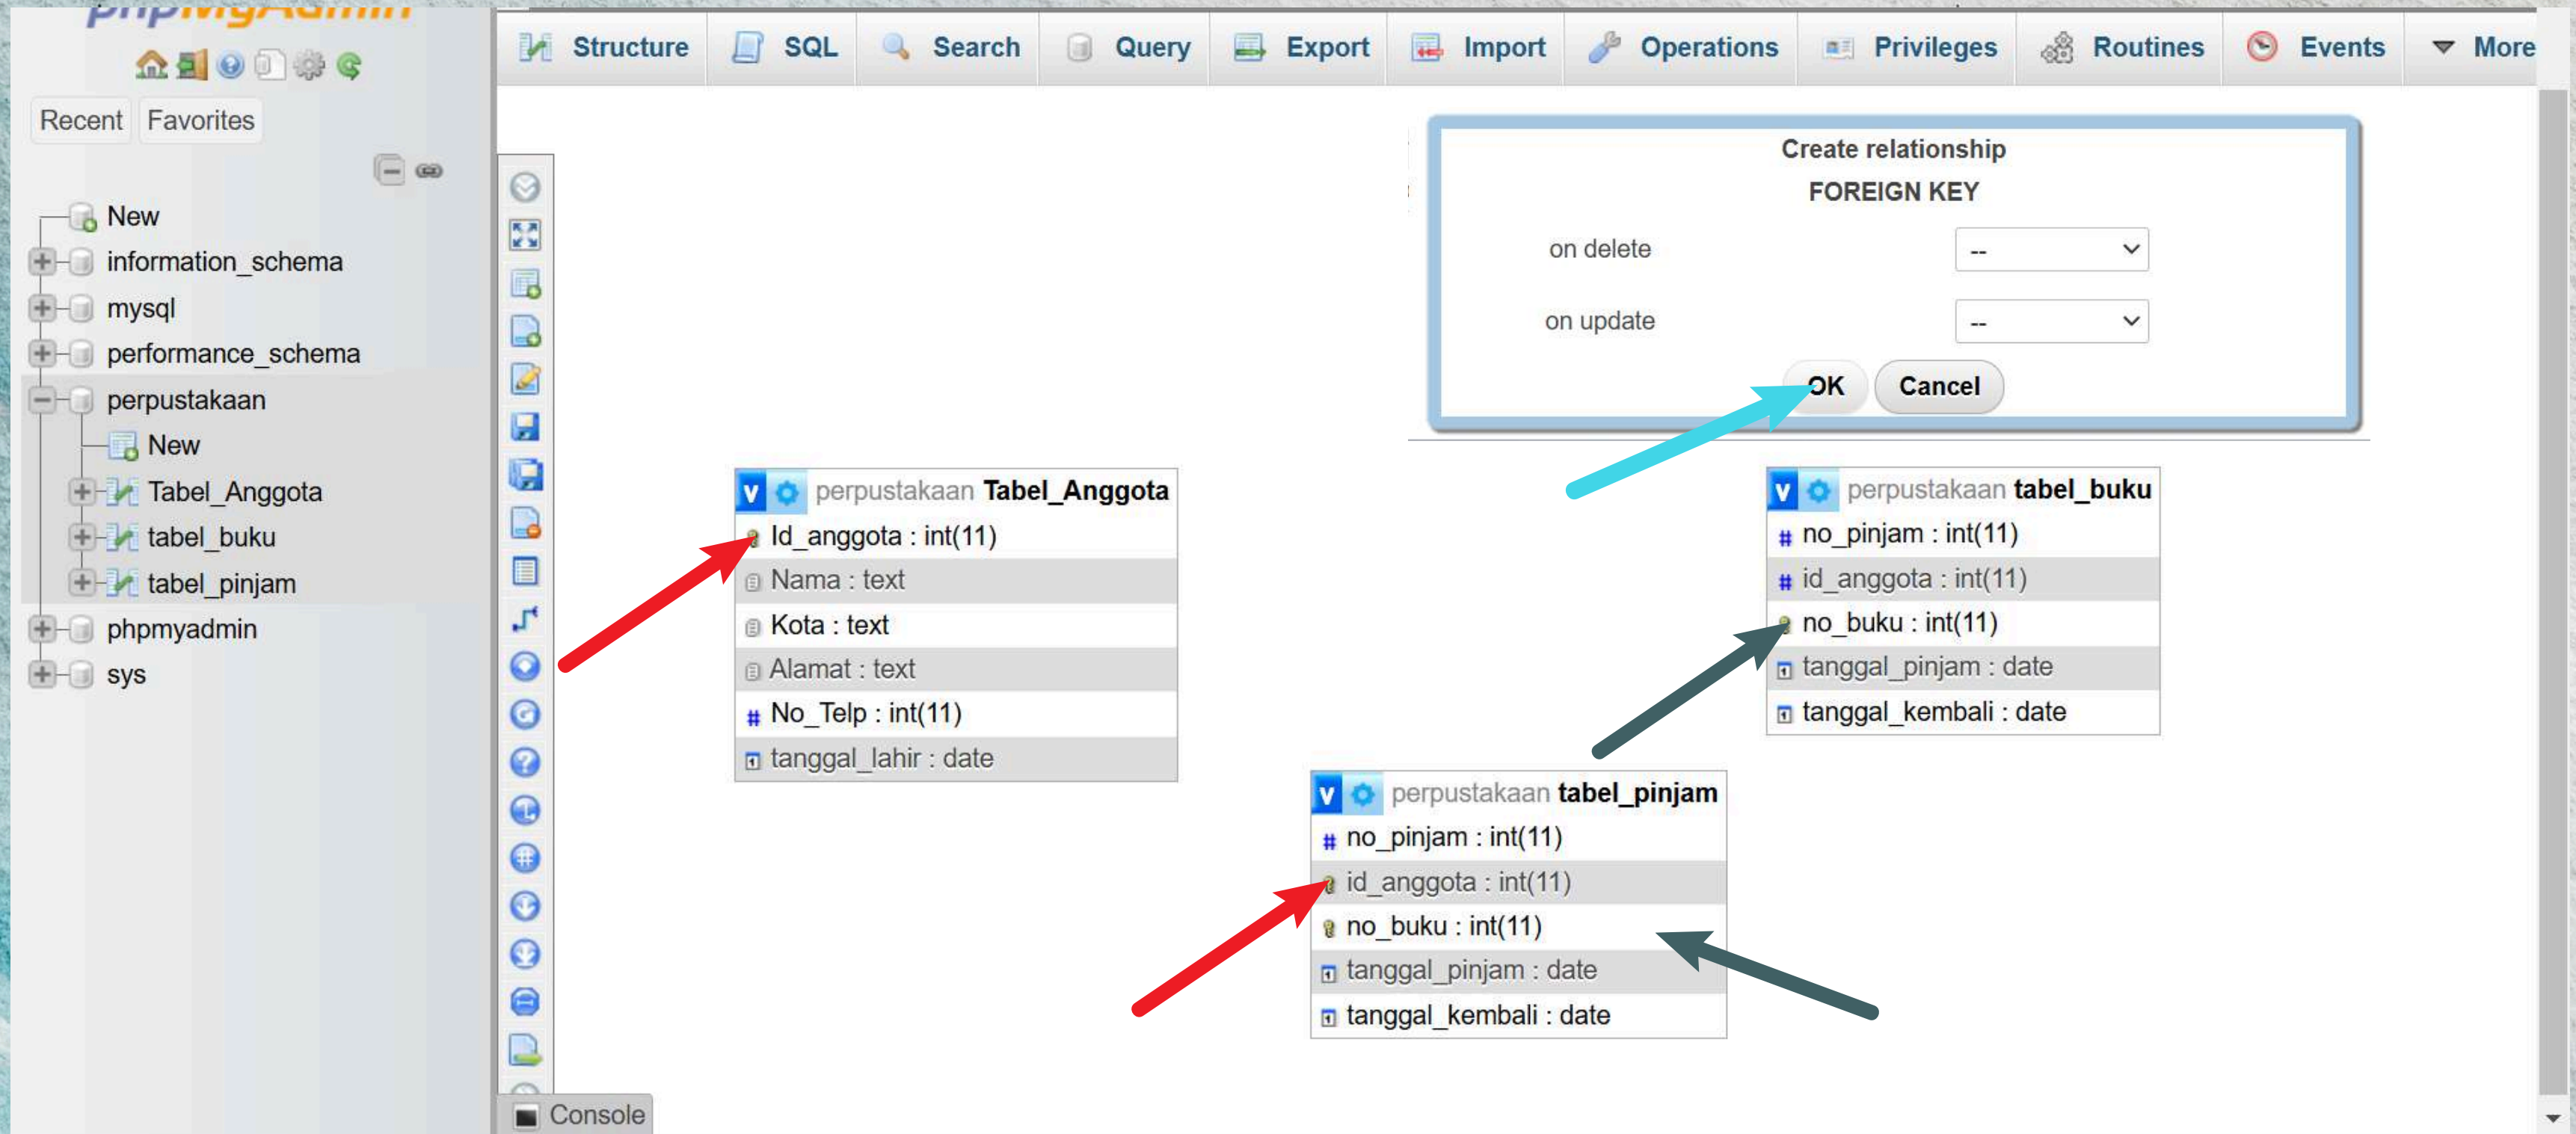 phpMyAdmin
Recent Favorites
New
information_schema
mysql
performance_schema
perpustakaan
New
Tabel_Anggota
tabel_buku
tabel_pinjam
phpmyadmin
sys
Structure SQL Search Query Export Import Operations Privileges Routines Events More
Create relationship
FOREIGN KEY
on delete --
on update --
OK Cancel
perpustakaan Tabel_Anggota
Id_anggota : int(11)
Nama : text
Kota : text
Alamat : text
# No_Telp : int(11)
tanggal_lahir : date
perpustakaan tabel_buku
# no_pinjam : int(11)
# id_anggota : int(11)
no_buku : int(11)
tanggal_pinjam : date
tanggal_kembali : date
perpustakaan tabel_pinjam
# no_pinjam : int(11)
id_anggota : int(11)
no_buku : int(11)
tanggal_pinjam : date
tanggal_kembali : date
Console